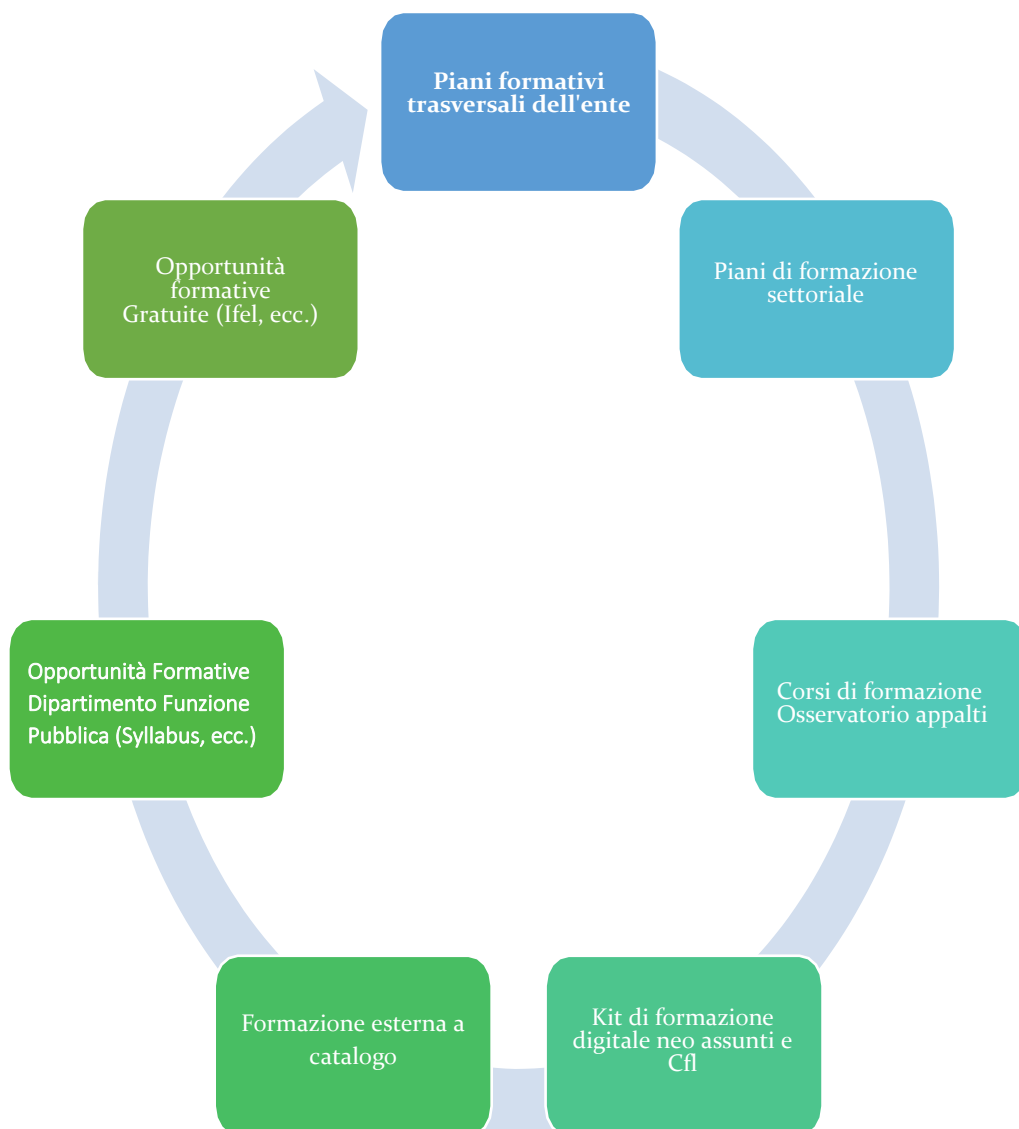 Piani formativi
trasversali dell'ente
Piani di formazione
settoriale
Corsi di formazione
Osservatorio appalti
Kit di formazione
digitale neo assunti e
Cfl
Formazione esterna a
catalogo
Opportunità Formative
Dipartimento Funzione
Pubblica (Syllabus, ecc.)
Opportunità
formative
Gratuite (Ifel, ecc.)